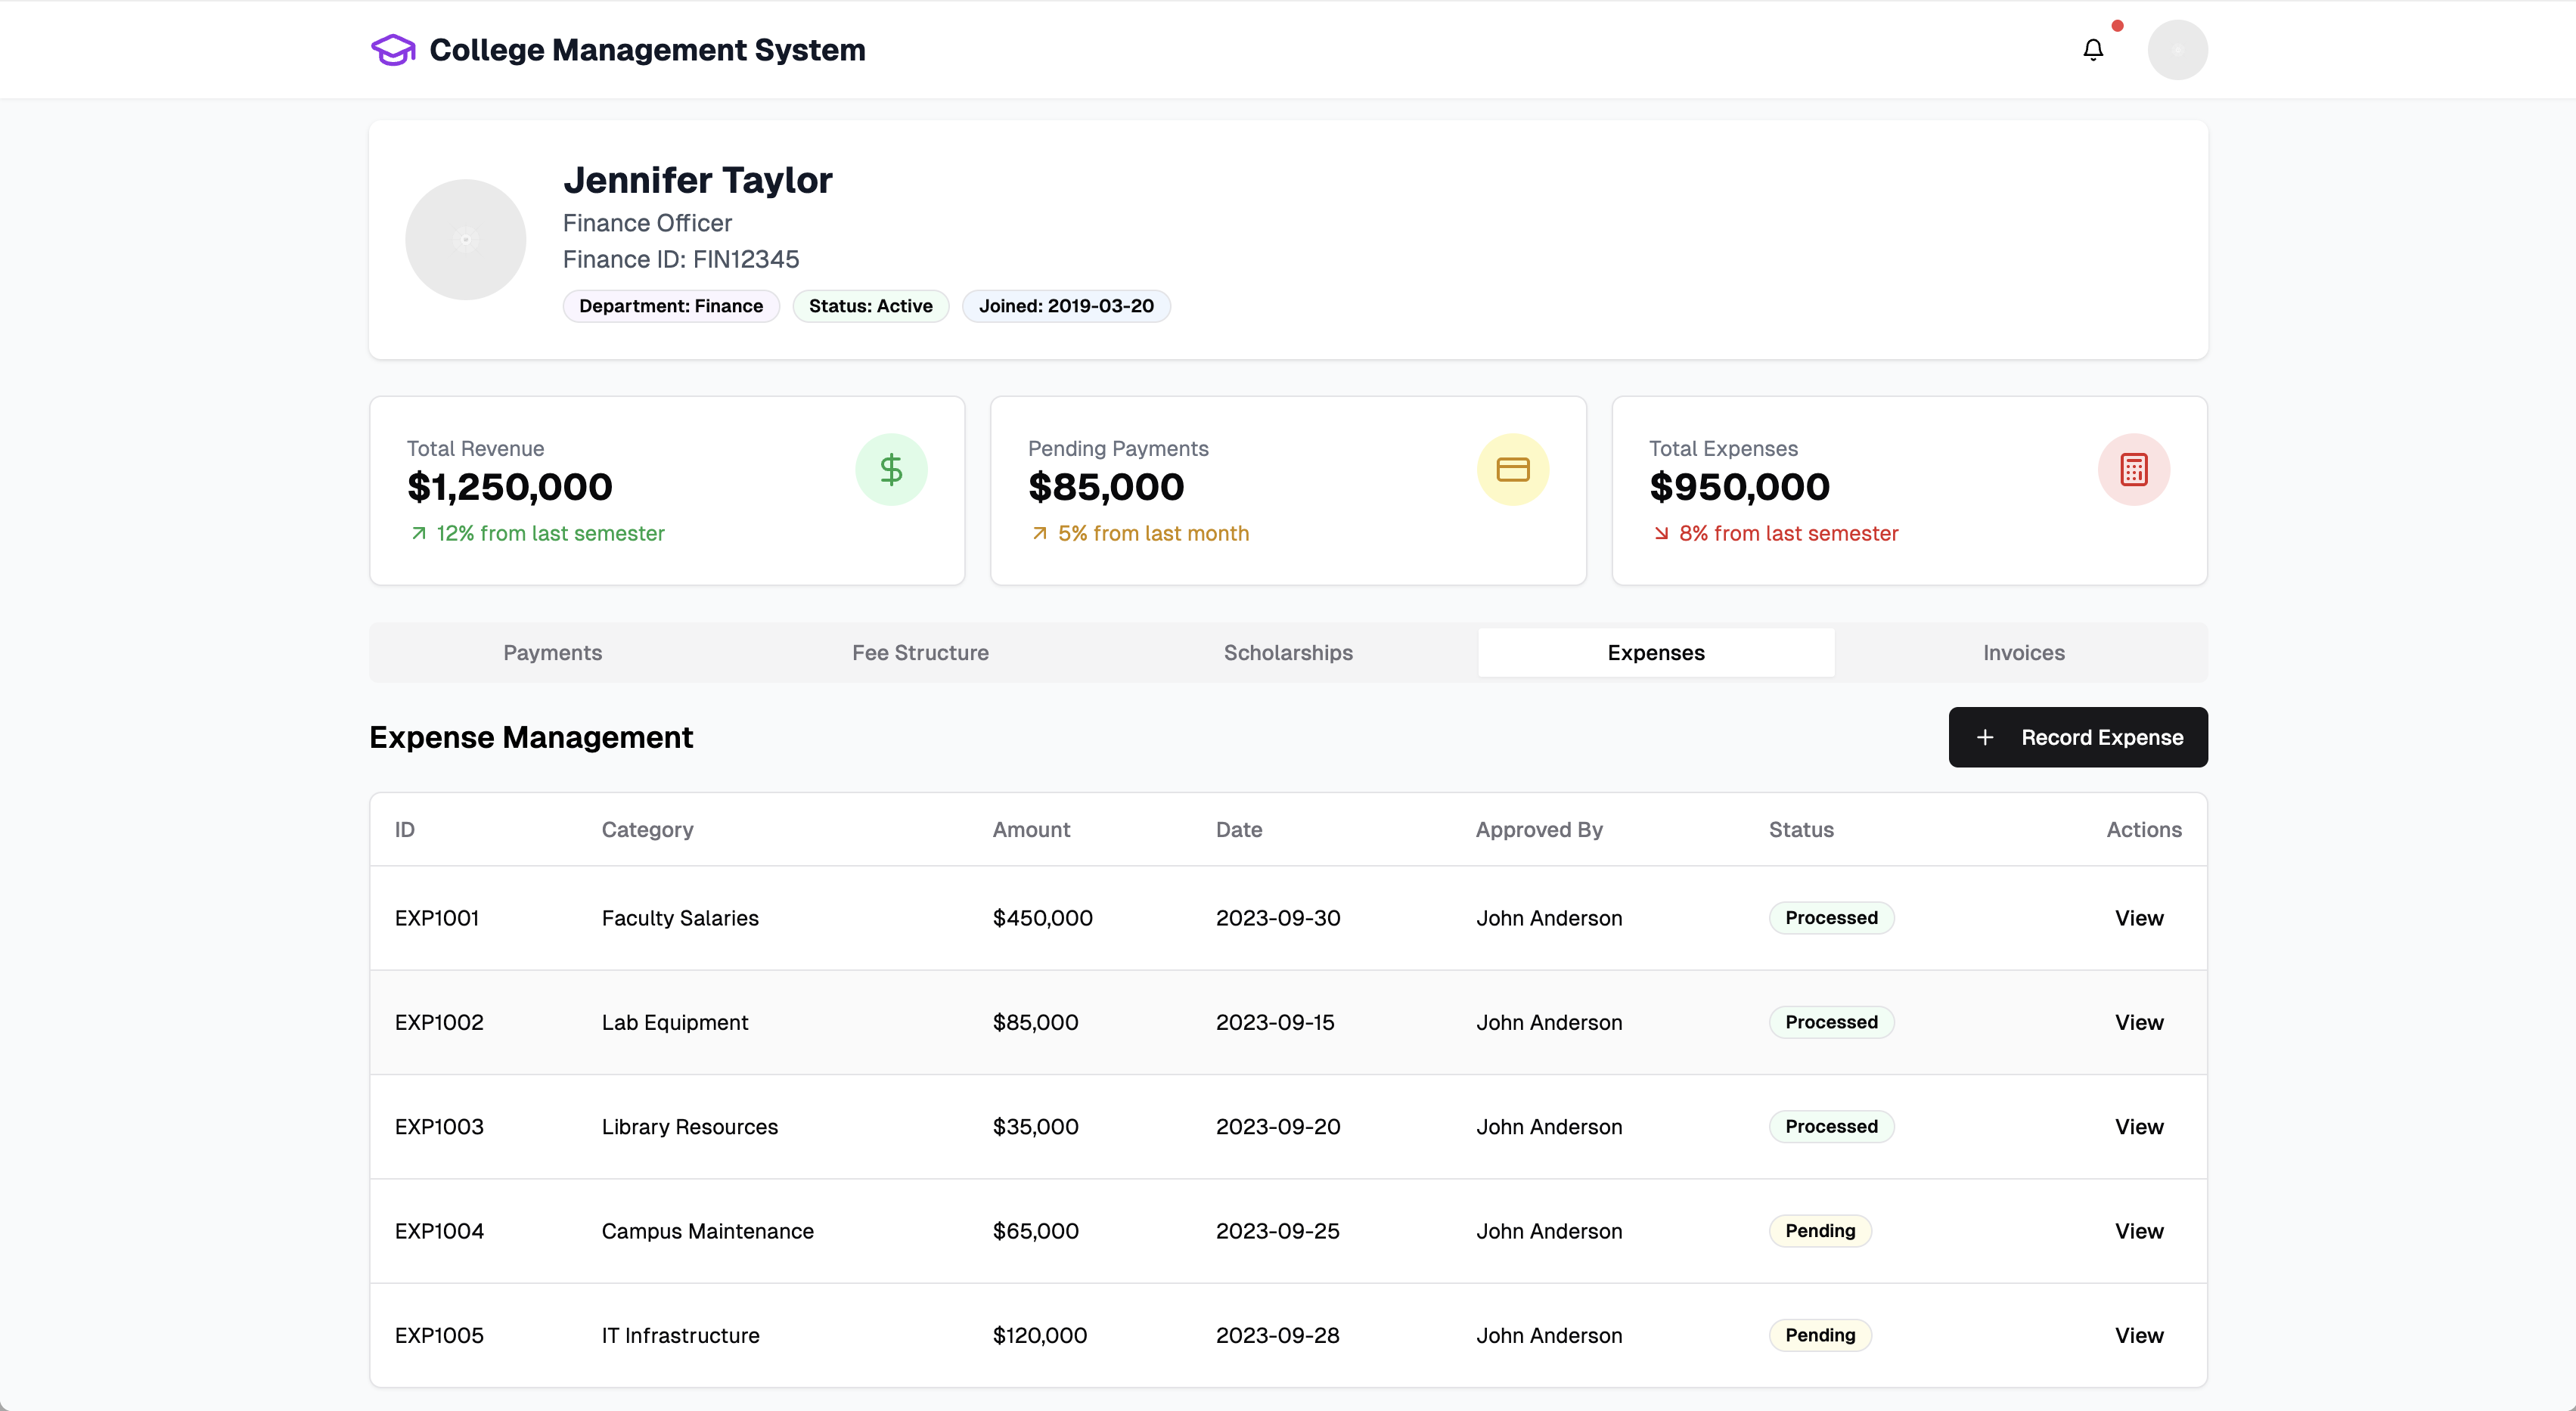 College Management System
Jennifer Taylor
Finance Officer
Finance ID: FIN12345
Department: Finance Status: Active Joined: 2019-03-20
Total Revenue
$1,250,000
12% from last semester
Pending Payments
$85,000
5% from last month
Total Expenses
$950,000
8% from last semester
Payments Fee Structure Scholarships Expenses Invoices
Expense Management
Record Expense
ID Category Amount Date Approved By Status Actions
EXP1001 Faculty Salaries $450,000 2023-09-30 John Anderson Processed View
EXP1002 Lab Equipment $85,000 2023-09-15 John Anderson Processed View
EXP1003 Library Resources $35,000 2023-09-20 John Anderson Processed View
EXP1004 Campus Maintenance $65,000 2023-09-25 John Anderson Pending View
EXP1005 IT Infrastructure $120,000 2023-09-28 John Anderson Pending View